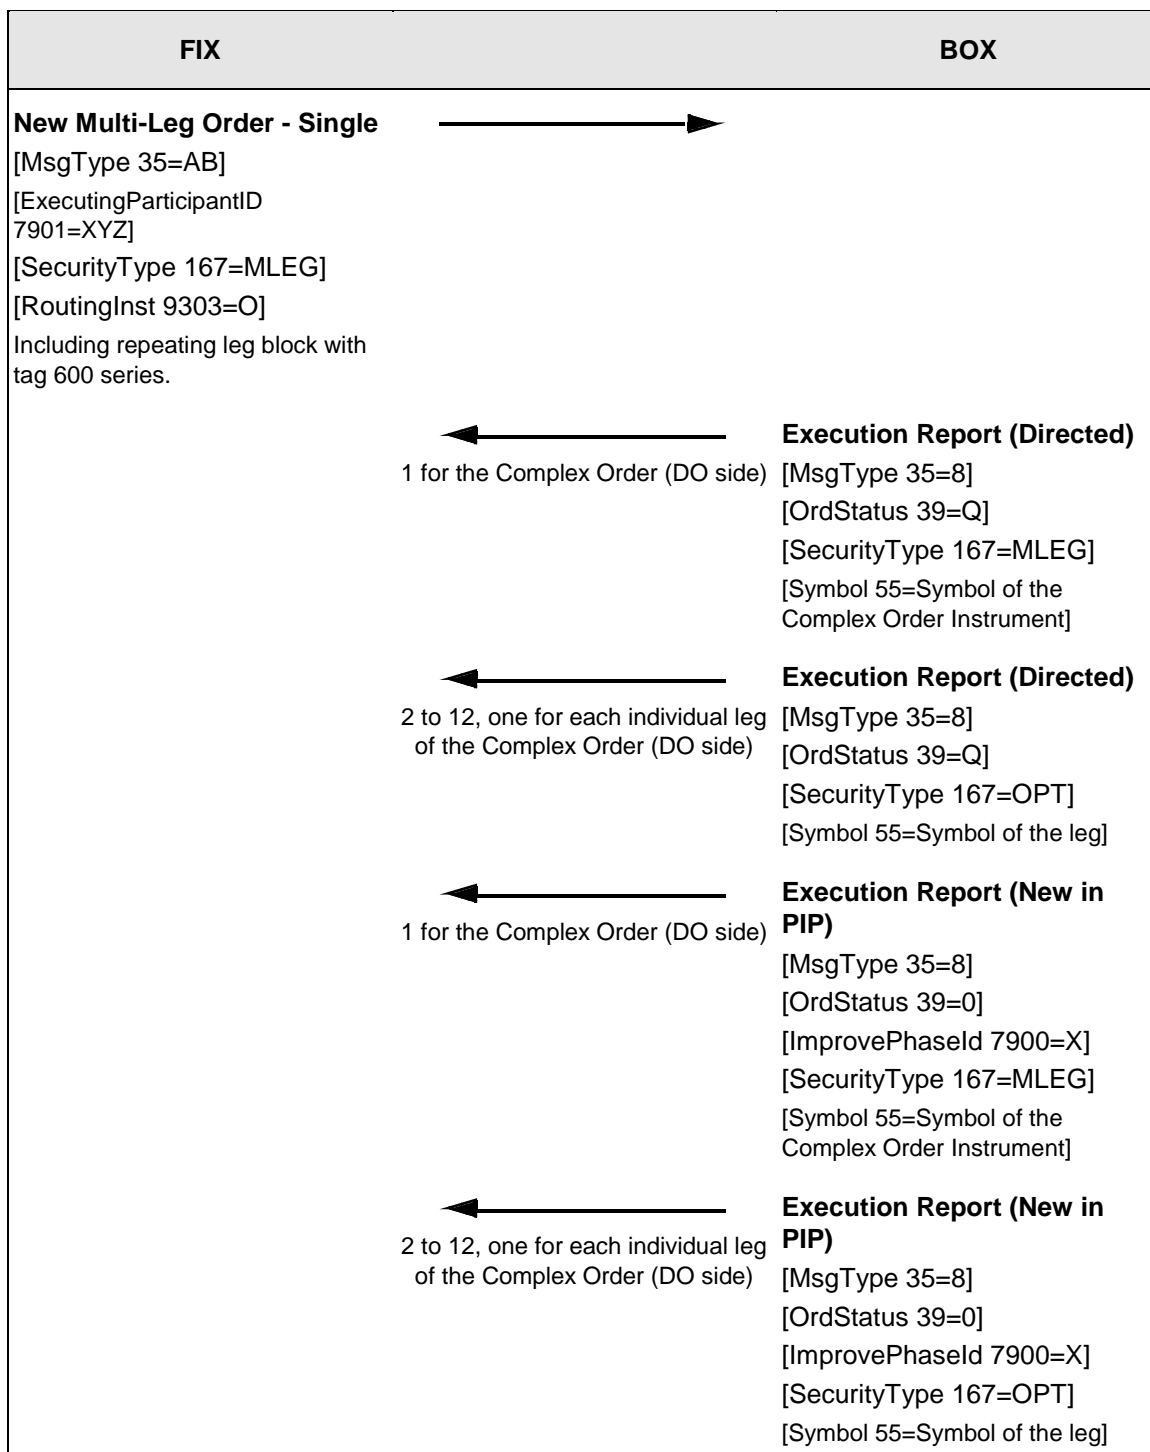 FIX
BOX
New Multi-Leg Order - Single
[MsgType 35=AB]
[ExecutingParticipantID
7901=XYZ]
[SecurityType 167=MLEG]
[RoutingInst 9303=O]
Including repeating leg block with
tag 600 series.
Execution Report (Directed)
1 for the Complex Order (DO side)
[MsgType 35=8]
[OrdStatus 39=Q]
[SecurityType 167=MLEG]
[Symbol 55=Symbol of the
Complex Order Instrument]
Execution Report (Directed)
2 to 12, one for each individual leg
of the Complex Order (DO side)
[MsgType 35=8]
[OrdStatus 39=Q]
[SecurityType 167=OPT]
[Symbol 55=Symbol of the leg]
Execution Report (New in
PIP)
1 for the Complex Order (DO side)
[MsgType 35=8]
[OrdStatus 39=0]
[ImprovePhaseId 7900=X]
[SecurityType 167=MLEG]
[Symbol 55=Symbol of the
Complex Order Instrument]
Execution Report (New in
PIP)
2 to 12, one for each individual leg
of the Complex Order (DO side)
[MsgType 35=8]
[OrdStatus 39=0]
[ImprovePhaseId 7900=X]
[SecurityType 167=OPT]
[Symbol 55=Symbol of the leg]